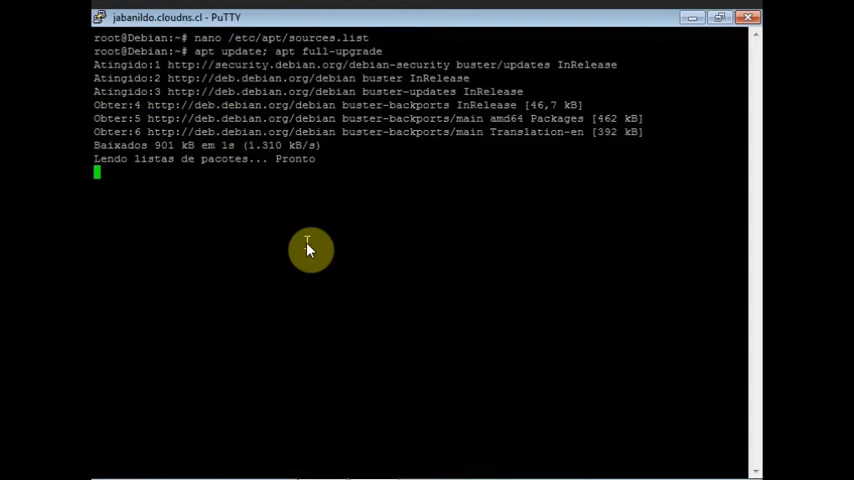 jabanildo.cloudns.cl - PuTTY
root@Debian:~# nano /etc/apt/sources.list
root@Debian:~# apt update; apt full-upgrade
Atingido:1 http://security.debian.org/debian-security buster/updates InRelease
Atingido:2 http://deb.debian.org/debian buster InRelease
Atingido:3 http://deb.debian.org/debian buster-updates InRelease
Obter:4 http://deb.debian.org/debian buster-backports InRelease [46,7 kB]
Obter:5 http://deb.debian.org/debian buster-backports/main amd64 Packages [462 kB]
Obter:6 http://deb.debian.org/debian buster-backports/main Translation-en [392 kB]
Baixados 901 kB em 1s (1.310 kB/s)
Lendo listas de pacotes... Pronto